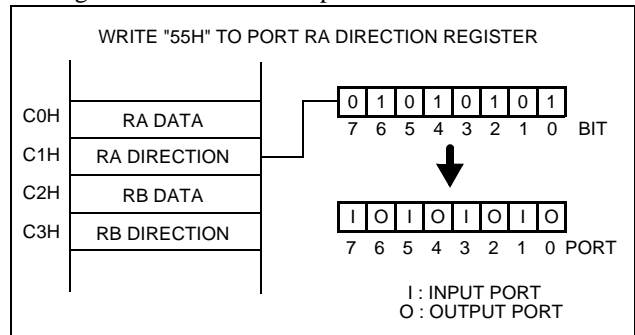 WRITE "55H" TO PORT RA DIRECTION REGISTER
C0H RA DATA
C1H RA DIRECTION
C2H RB DATA
C3H RB DIRECTION
0 1 0 1 0 1 0 1
7 6 5 4 3 2 1 0 BIT
I O I O I O I O
7 6 5 4 3 2 1 0 PORT
I : INPUT PORT
O : OUTPUT PORT